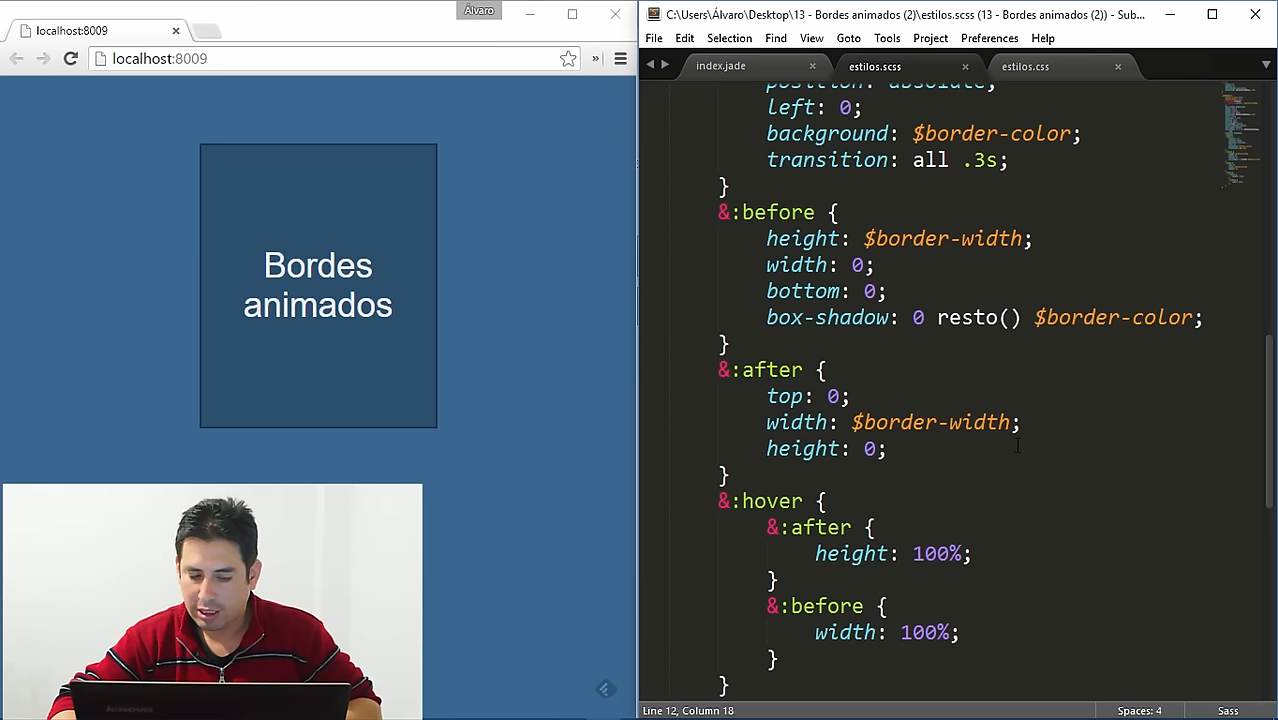 Álvaro
localhost:8009
localhost:8009
Bordes
animados
C:\Users\Álvaro\Desktop\13 - Bordes animados (2)\estilos.scss (13 - Bordes animados (2)) - Sub...
File Edit Selection Find View Goto Tools Project Preferences Help
index.jade estilos.scss estilos.css
position: absolute;
left: 0;
background: $border-color;
transition: all .3s;
}
&:before {
height: $border-width;
width: 0;
bottom: 0;
box-shadow: 0 resto() $border-color;
}
&:after {
top: 0;
width: $border-width;
height: 0;
}
&:hover {
&:after {
height: 100%;
}
&:before {
width: 100%;
}
}
Line 12, Column 18 Spaces: 4 Sass